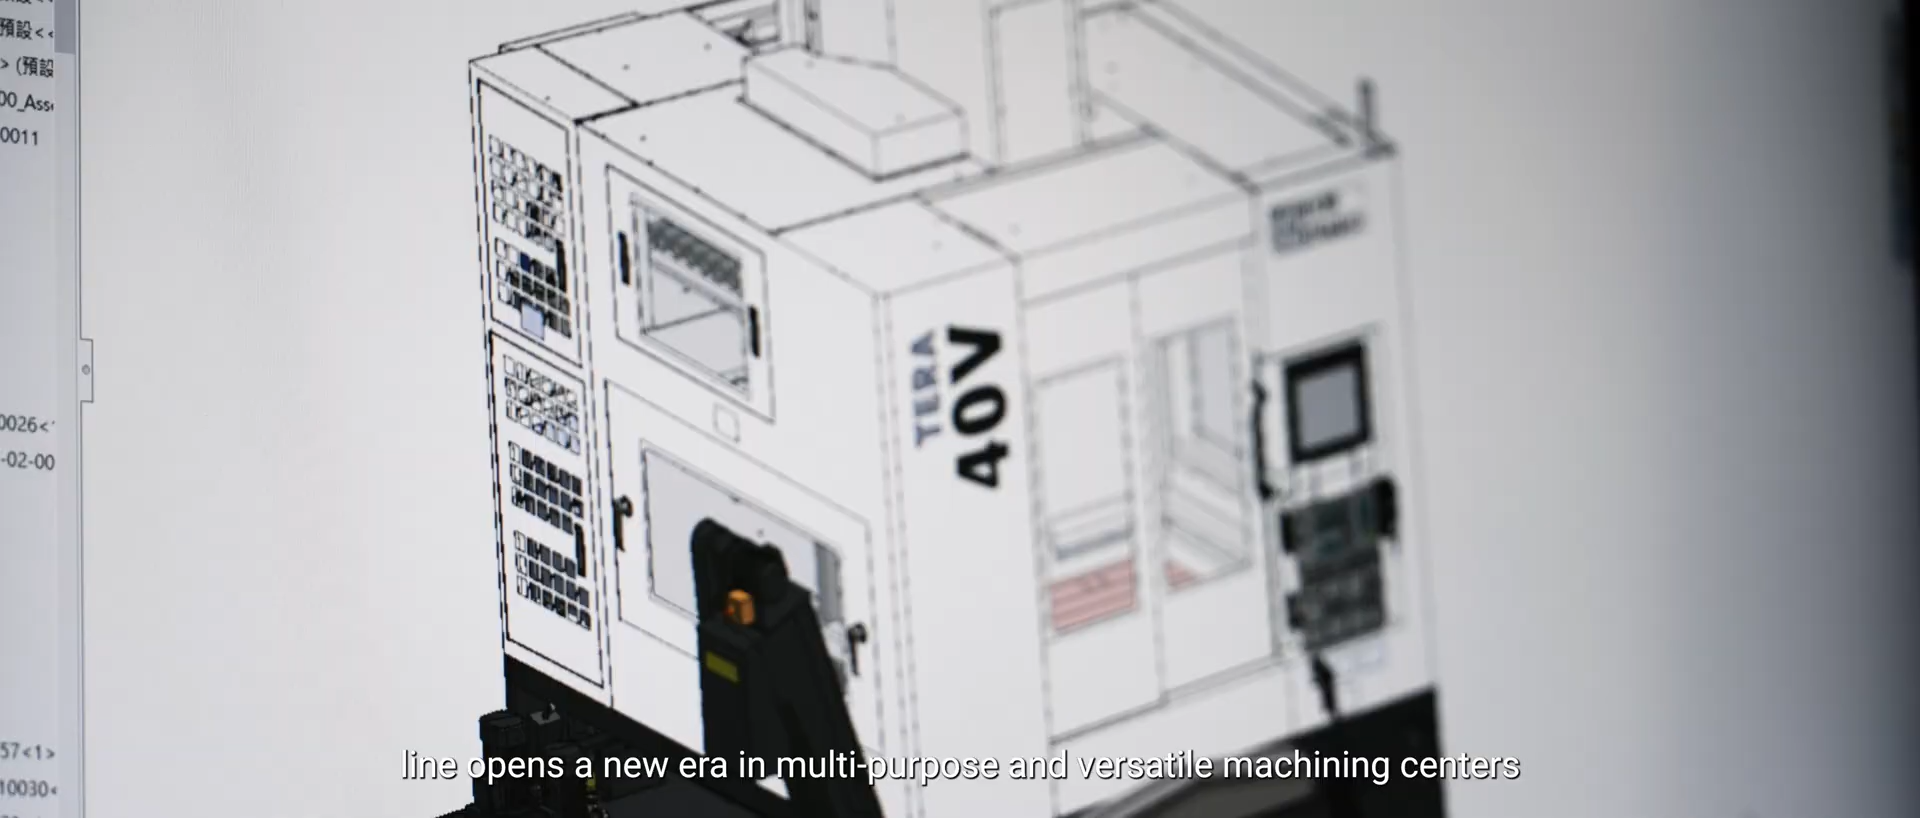 預設<<
> (預設
00_Ass
0011
0026<
-02-00
57<1>
10030<
TERA
40V
line opens a new era in multi-purpose and versatile machining centers